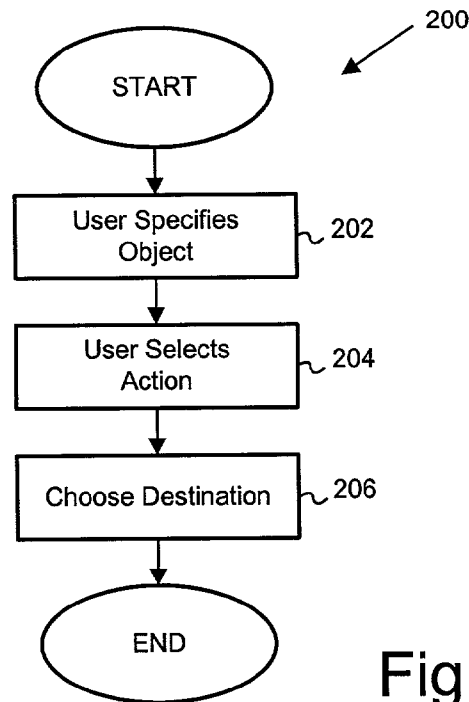 200
START
User Specifies
Object
202
User Selects
Action
204
Choose Destination
206
END
Fig